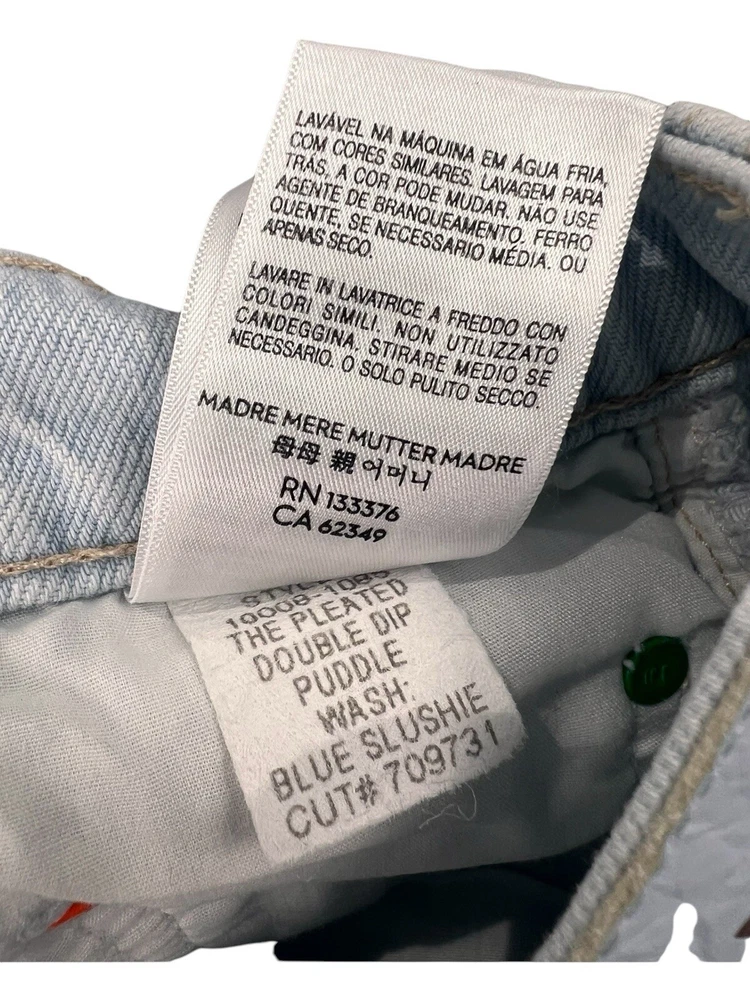 LAVÁVEL NA MÁQUINA EM ÁGUA FRIA,
COM CORES SIMILARES. LAVAGEM PARA
TRÁS, A COR PODE MUDAR. NÃO USE
AGENTE DE BRANQUEAMENTO. FERRO
QUENTE, SE NECESSARIO MÉDIA. OU
APENAS SECO.
LAVARE IN LAVATRICE A FREDDO CON
COLORI SIMILI. NON UTILIZZATO
CANDEGGINA. STIRARE MEDIO SE
NECESSARIO. O SOLO PULITO SECCO.
MADRE MERE MUTTER MADRE
母母 親 어머니
RN 133376
CA 62349
THE PLEATED
DOUBLE DIP
PUDDLE
WASH:
BLUE SLUSHIE
CUT# 709731